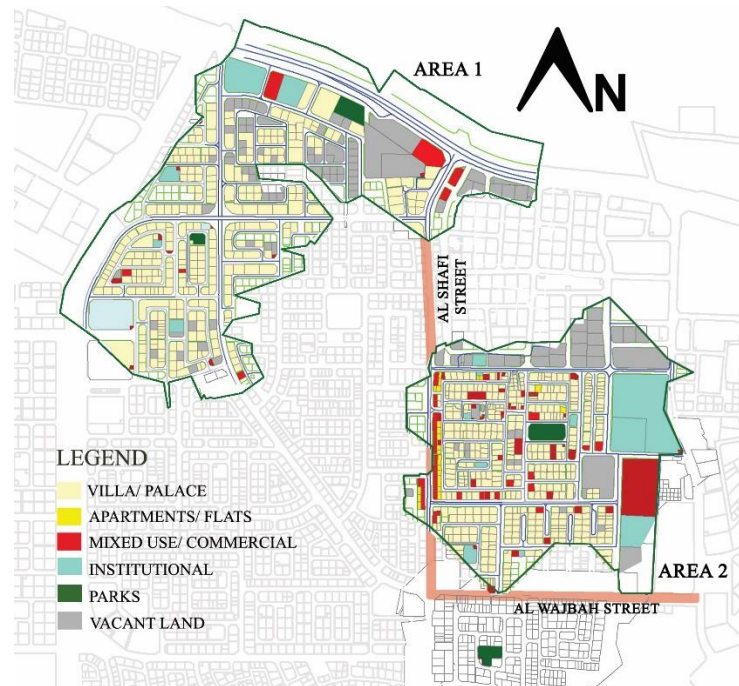 AREA 1
N
AL SHAFI
STREET
LEGEND
VILLA/ PALACE
APARTMENTS/ FLATS
MIXED USE/ COMMERCIAL
INSTITUTIONAL
PARKS
VACANT LAND
AREA 2
AL WAJBAH STREET